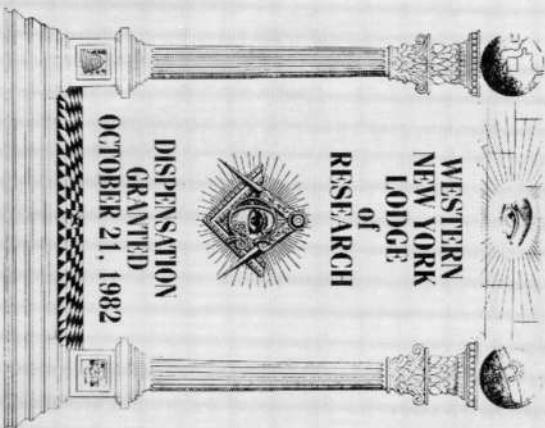 WESTERN
NEW YORK
LODGE
of
RESEARCH
DISPENSATION
GRANTED
OCTOBER 21, 1982